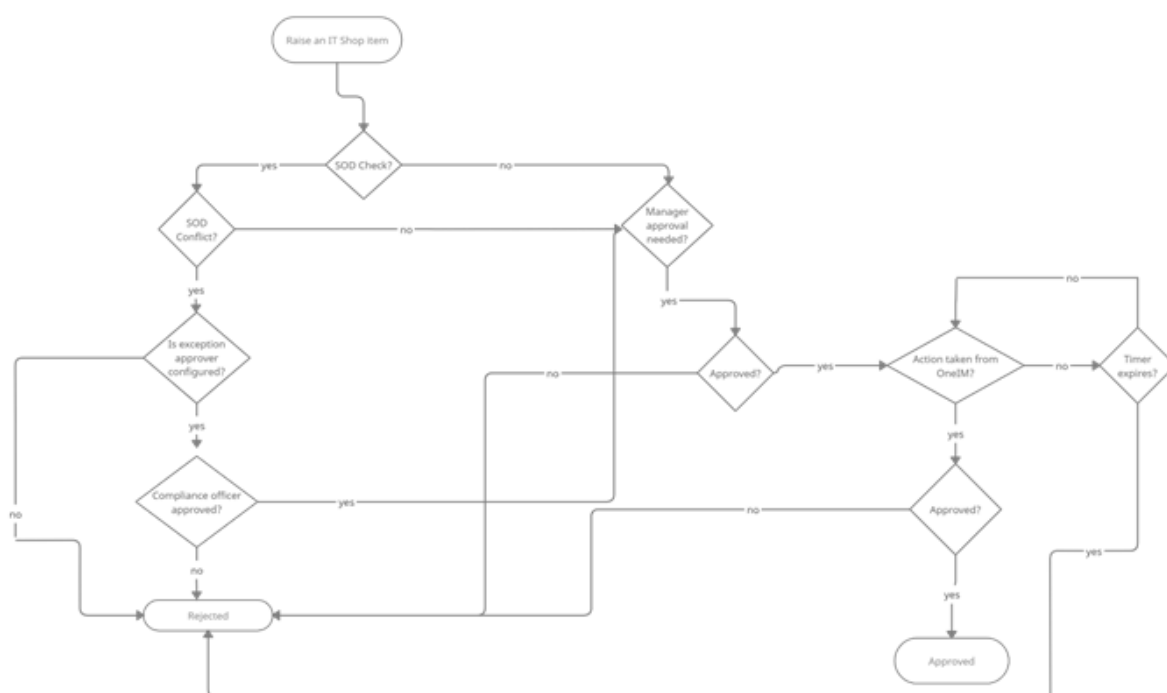 Raise an IT Shop item
SOD Check?
yes
no
SOD
Conflict?
no
Manager
approval
needed?
yes
yes
no
Is exception
approver
configured?
Approved?
no
yes
Action taken from
OneIM?
no
Timer
expires?
yes
yes
Compliance officer
approved?
yes
no
no
Approved?
no
yes
no
yes
Rejected
Approved